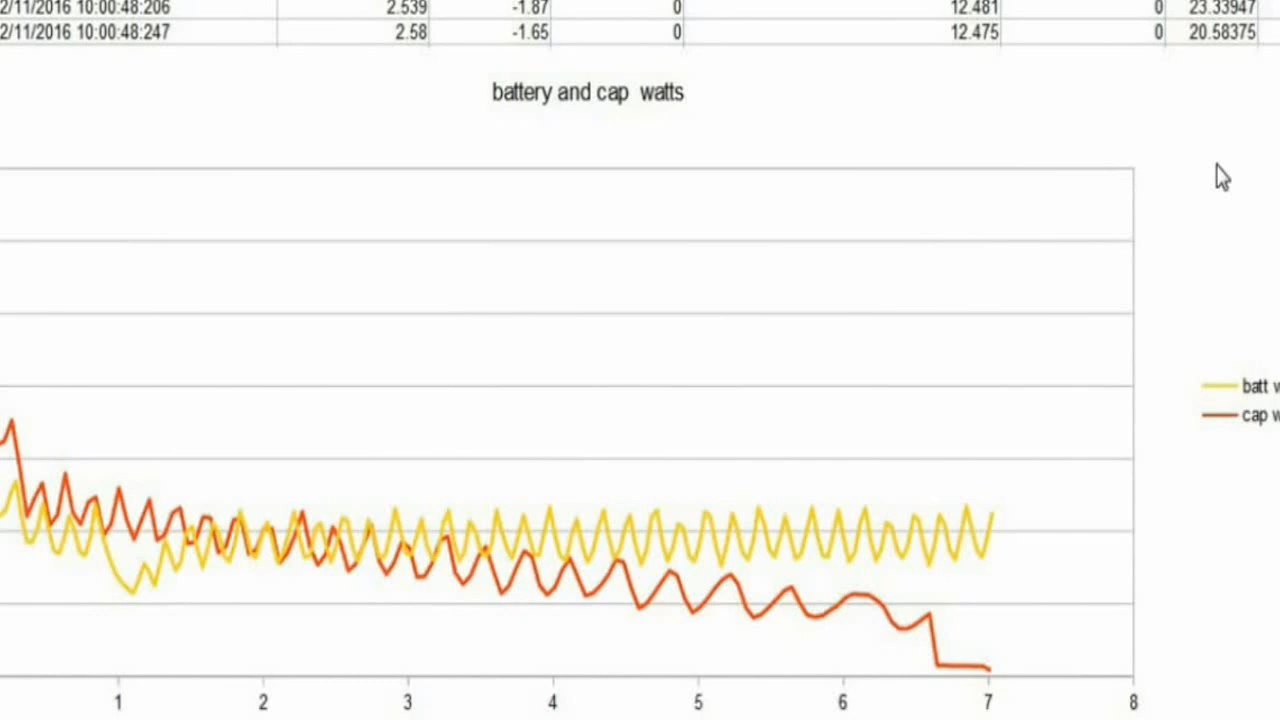 2/11/2016 10:00:48:206 2.539 -1.87 0 12.481 0 23.33947
2/11/2016 10:00:48:247 2.58 -1.65 0 12.475 0 20.58375
battery and cap watts
batt w
cap w
1 2 3 4 5 6 7 8